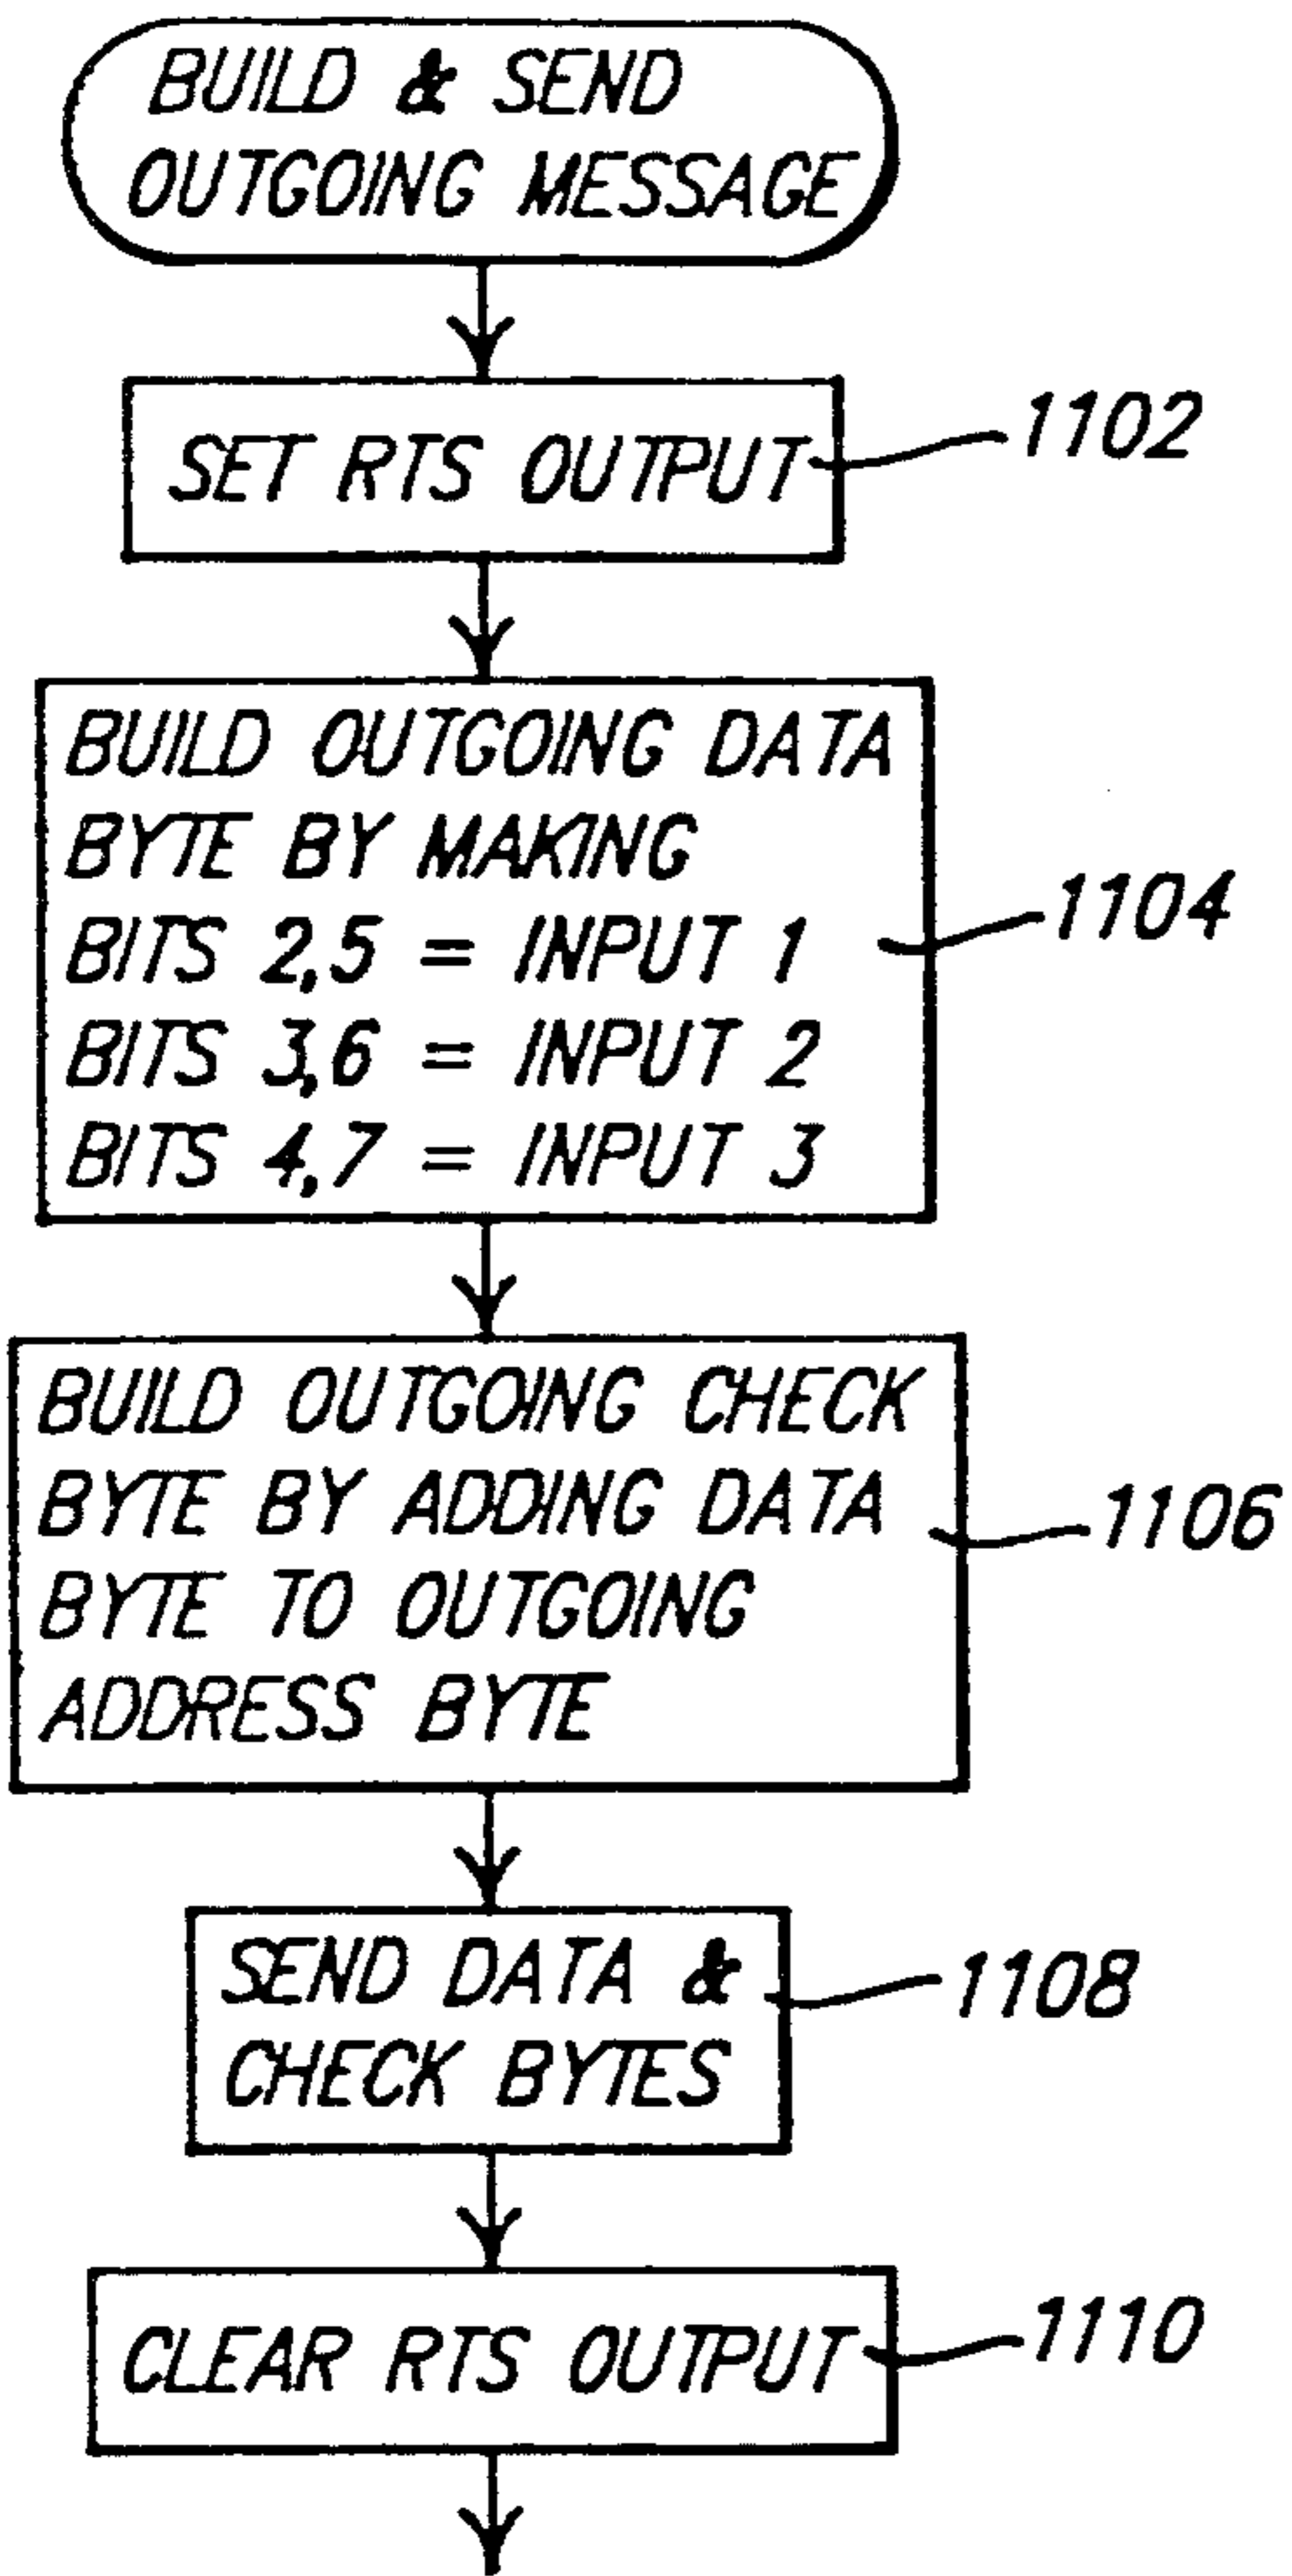 BUILD & SEND
OUTGOING MESSAGE
SET RTS OUTPUT
1102
BUILD OUTGOING DATA
BYTE BY MAKING
BITS 2,5 = INPUT 1
BITS 3,6 = INPUT 2
BITS 4,7 = INPUT 3
1104
BUILD OUTGOING CHECK
BYTE BY ADDING DATA
BYTE TO OUTGOING
ADDRESS BYTE
1106
SEND DATA &
CHECK BYTES
1108
CLEAR RTS OUTPUT
1110